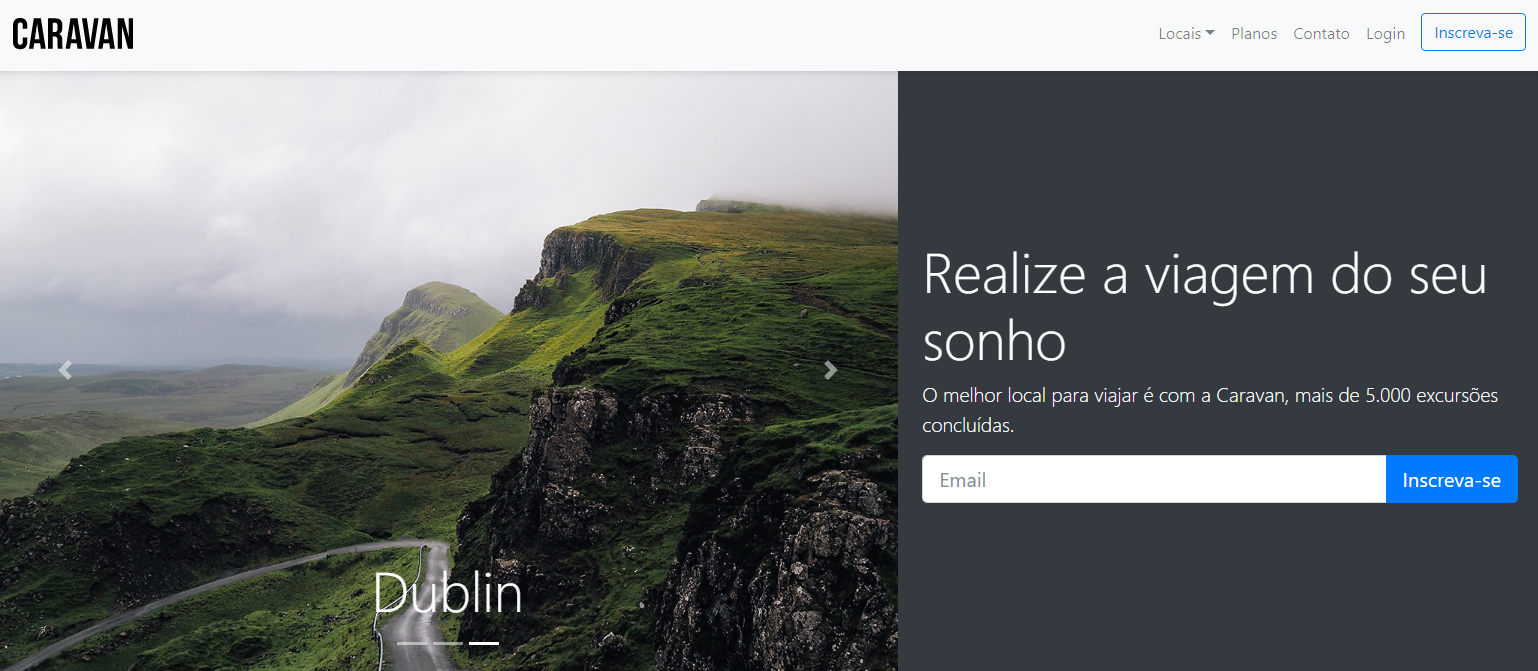 CARAVAN
Locais
Planos
Contato
Login
Inscreva-se
Realize a viagem do seu
sonho
O melhor local para viajar é com a Caravan, mais de 5.000 excursões
concluídas.
Email
Inscreva-se
Dublin